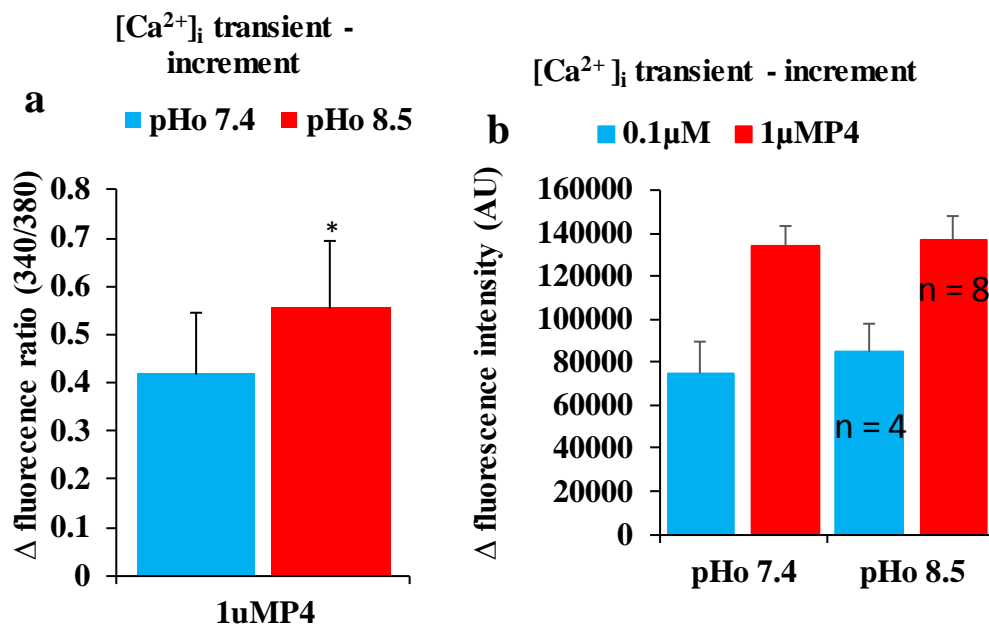 [Ca²⁺]ᵢ transient -
increment
a
pHo 7.4 pHo 8.5
Δ fluorecence ratio (340/380)
0.8
0.7
0.6
0.5
0.4
0.3
0.2
0.1
0
*
1uMP4
[Ca²⁺ ]ᵢ transient - increment
b
0.1µM 1µMP4
Δ fluorescence intensity (AU)
160000
140000
120000
100000
80000
60000
40000
20000
0
n = 8
n = 4
pHo 7.4 pHo 8.5